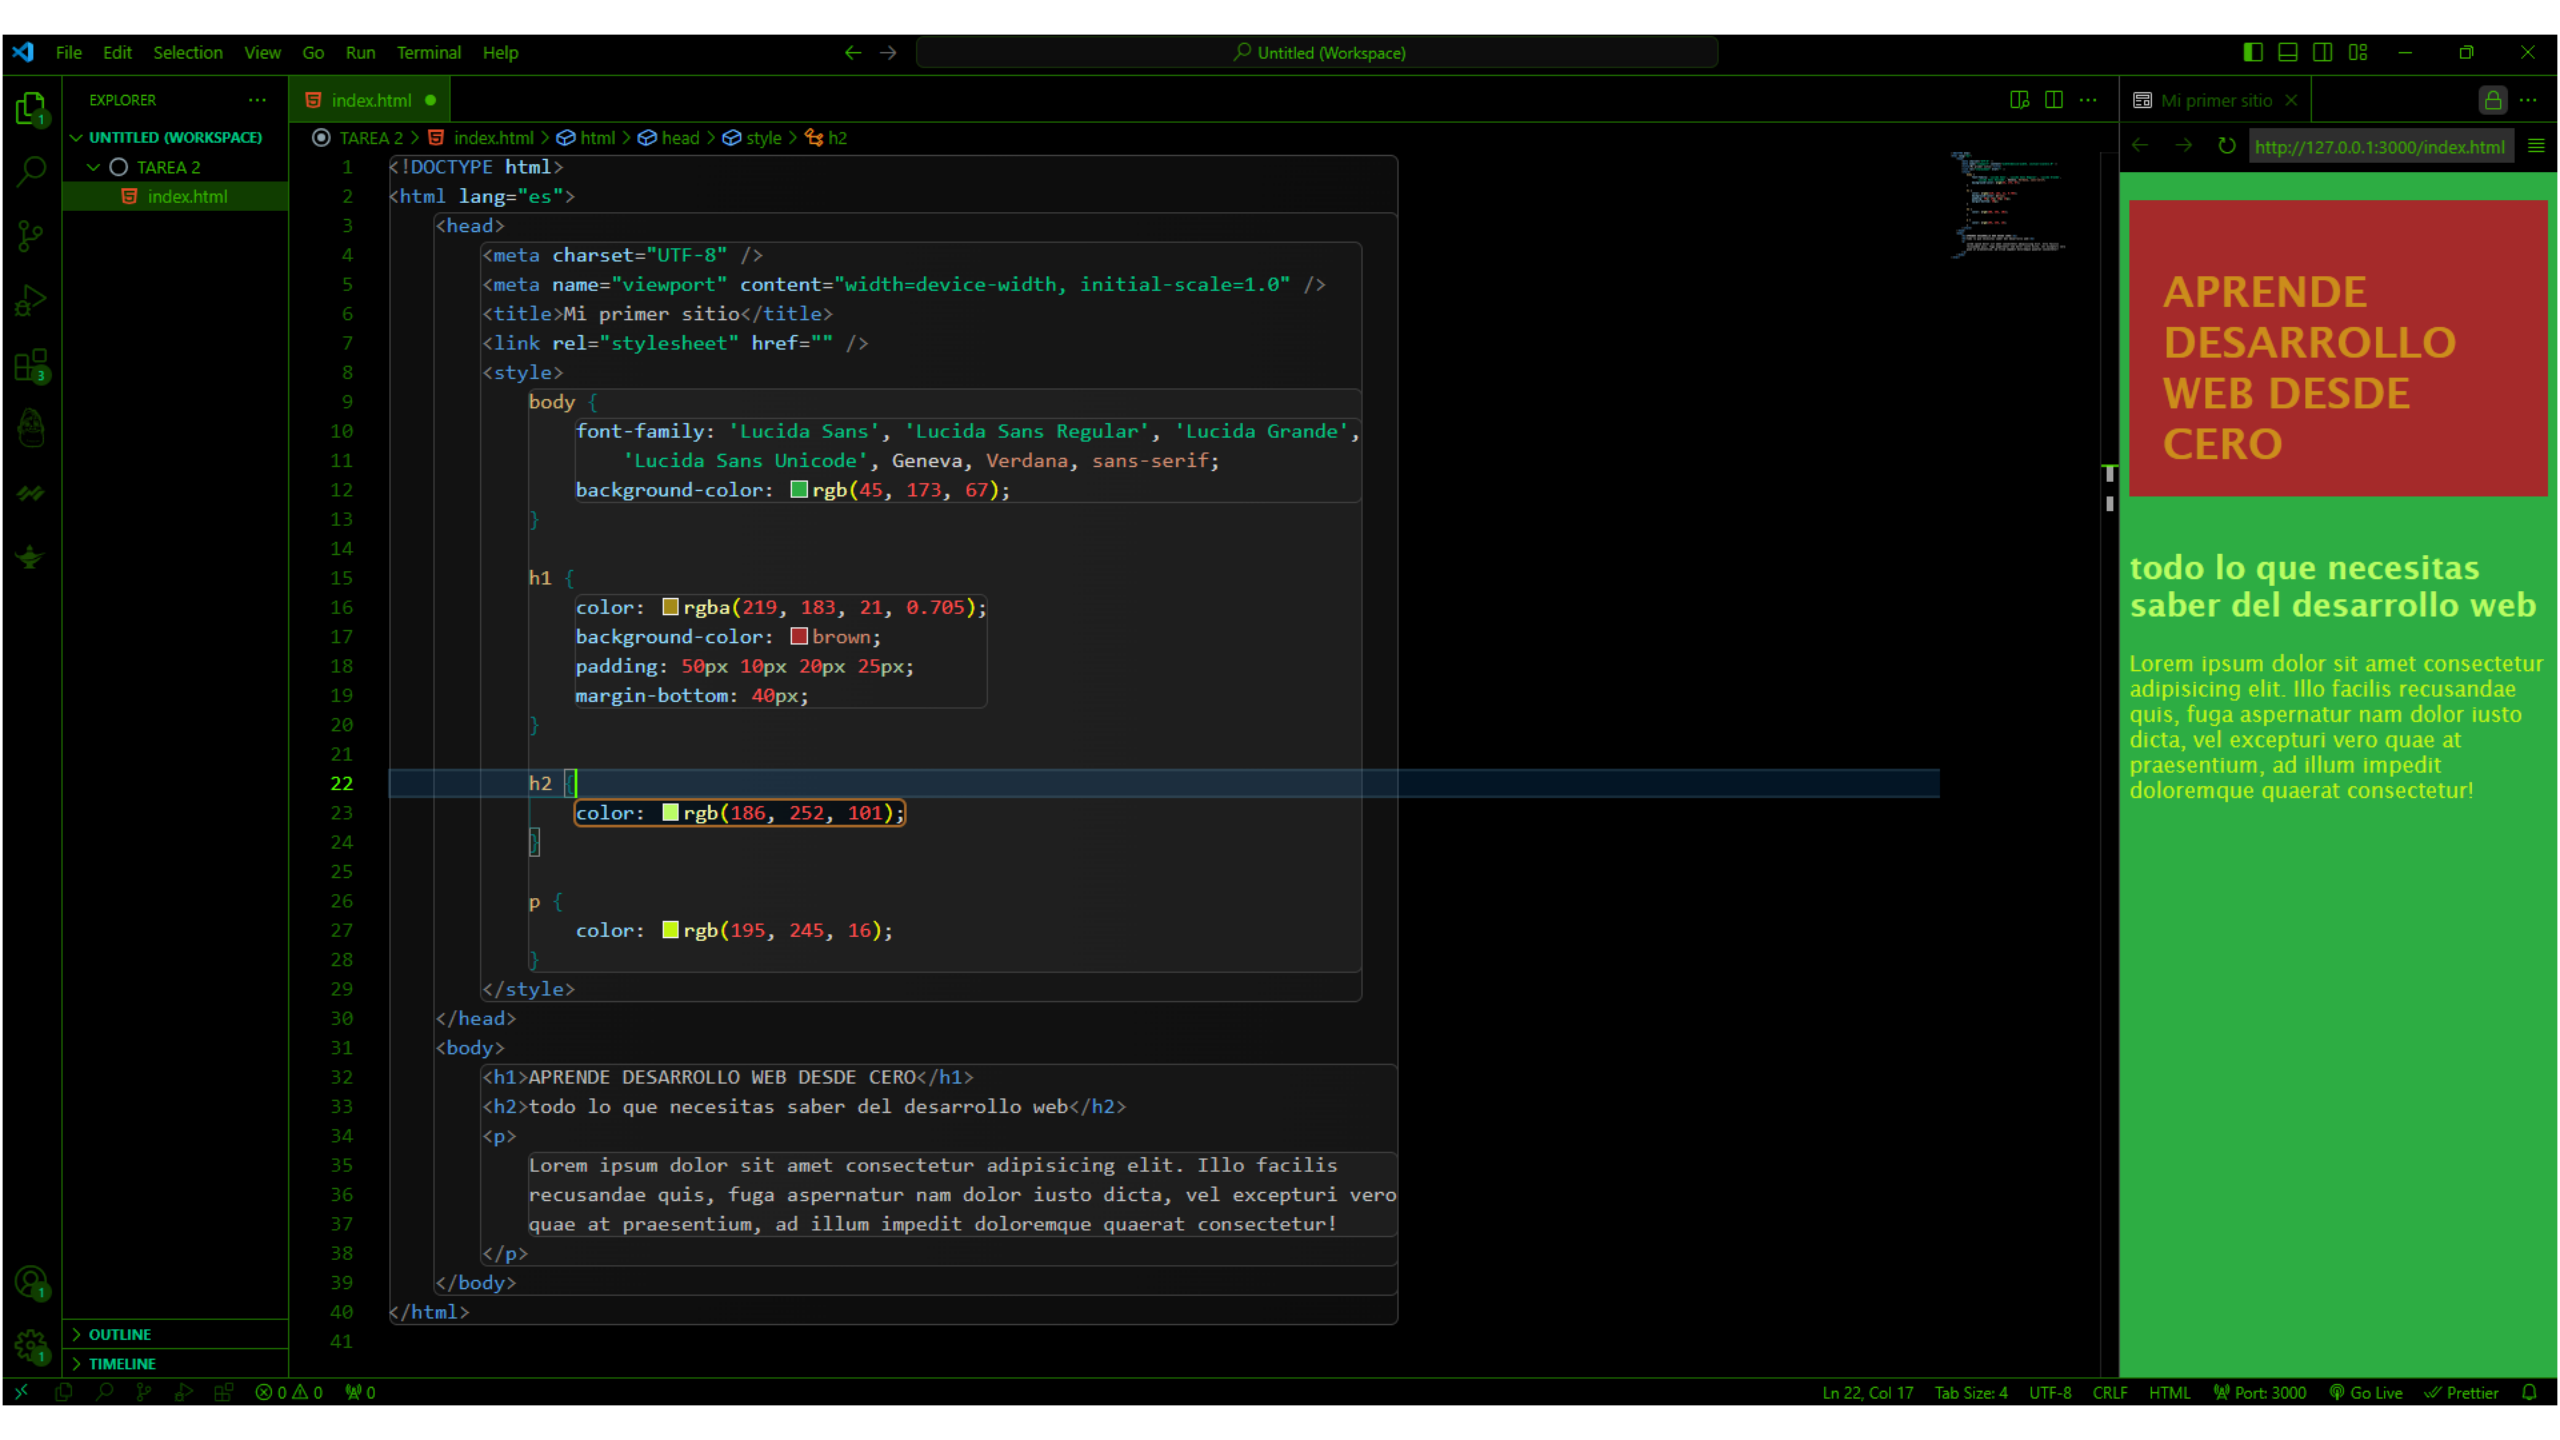 File Edit Selection View Go Run Terminal Help
Untitled (Workspace)
EXPLORER
UNTITLED (WORKSPACE)
TAREA 2
index.html
OUTLINE
TIMELINE
index.html
TAREA 2 > index.html > html > head > style > h2
1 <!DOCTYPE html>
2 <html lang="es">
3 <head>
4 <meta charset="UTF-8" />
5 <meta name="viewport" content="width=device-width, initial-scale=1.0" />
6 <title>Mi primer sitio</title>
7 <link rel="stylesheet" href="" />
8 <style>
9 body {
10 font-family: 'Lucida Sans', 'Lucida Sans Regular', 'Lucida Grande',
11 'Lucida Sans Unicode', Geneva, Verdana, sans-serif;
12 background-color: rgb(45, 173, 67);
13 }
14
15 h1 {
16 color: rgba(219, 183, 21, 0.705);
17 background-color: brown;
18 padding: 50px 10px 20px 25px;
19 margin-bottom: 40px;
20 }
21
22 h2 {
23 color: rgb(186, 252, 101);
24 }
25
26 p {
27 color: rgb(195, 245, 16);
28 }
29 </style>
30 </head>
31 <body>
32 <h1>APRENDE DESARROLLO WEB DESDE CERO</h1>
33 <h2>todo lo que necesitas saber del desarrollo web</h2>
34 <p>
35 Lorem ipsum dolor sit amet consectetur adipisicing elit. Illo facilis
36 recusandae quis, fuga aspernatur nam dolor iusto dicta, vel excepturi vero
37 quae at praesentium, ad illum impedit doloremque quaerat consectetur!
38 </p>
39 </body>
40 </html>
41
Mi primer sitio
http://127.0.0.1:3000/index.html
APRENDE
DESARROLLO
WEB DESDE
CERO
todo lo que necesitas
saber del desarrollo web
Lorem ipsum dolor sit amet consectetur
adipisicing elit. Illo facilis recusandae
quis, fuga aspernatur nam dolor iusto
dicta, vel excepturi vero quae at
praesentium, ad illum impedit
doloremque quaerat consectetur!
0 0 0
Ln 22, Col 17 Tab Size: 4 UTF-8 CRLF HTML Port: 3000 Go Live Prettier